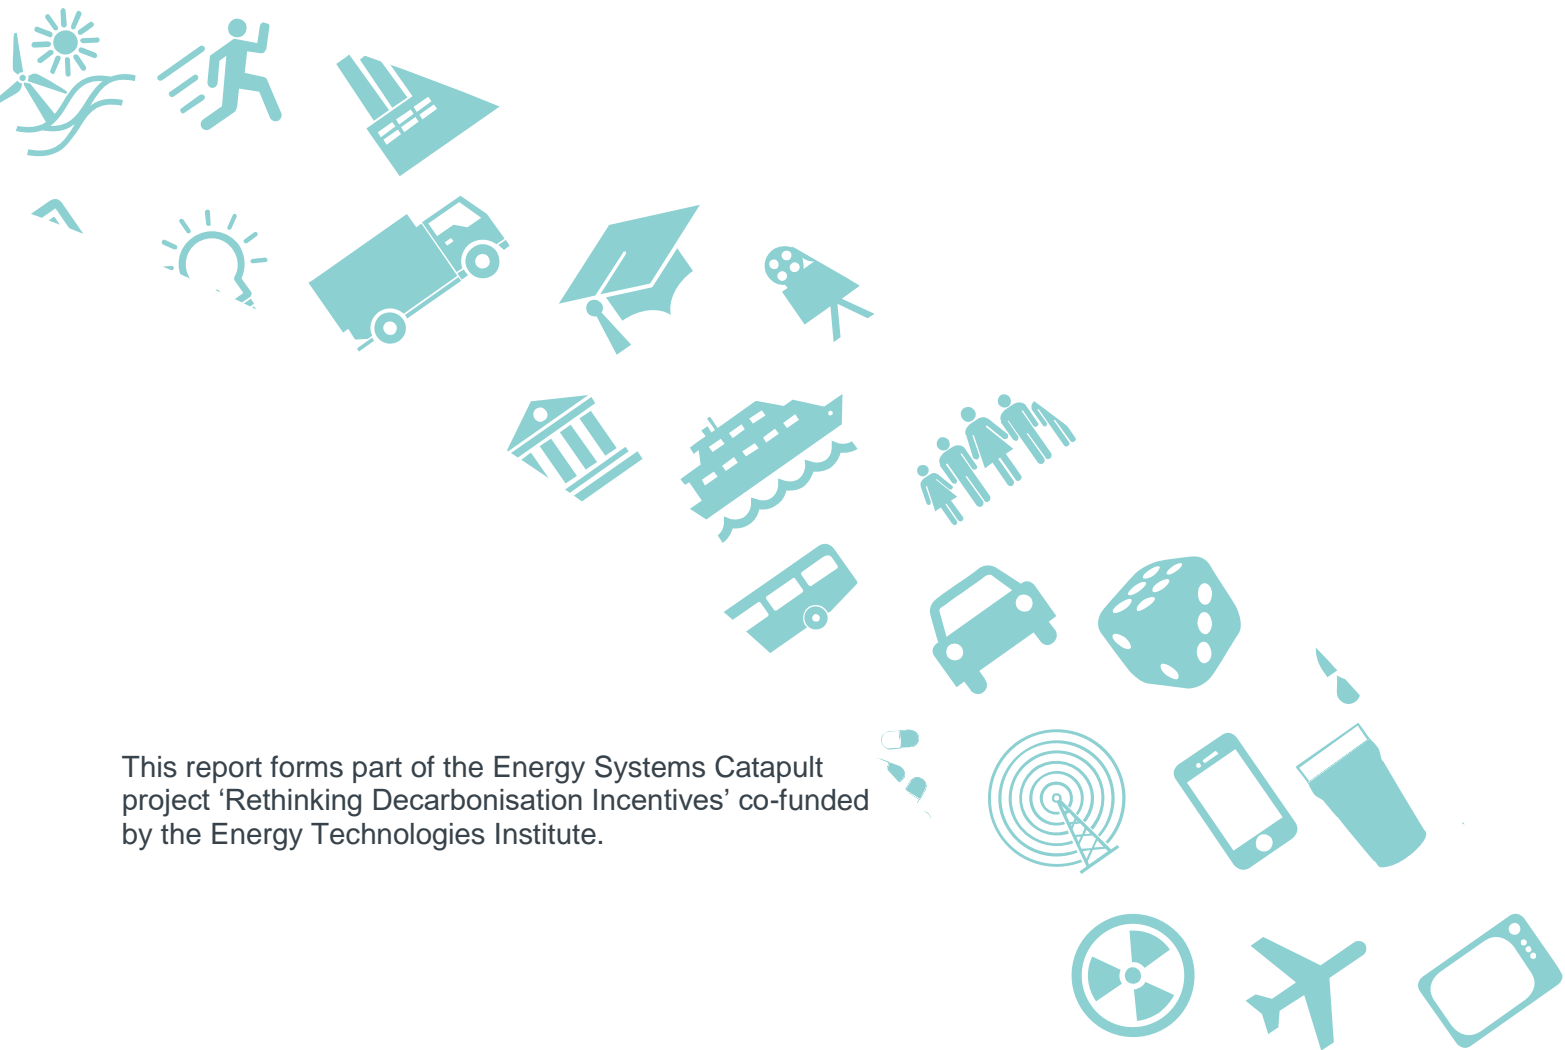 This report forms part of the Energy Systems Catapult
project ‘Rethinking Decarbonisation Incentives’ co-funded
by the Energy Technologies Institute.